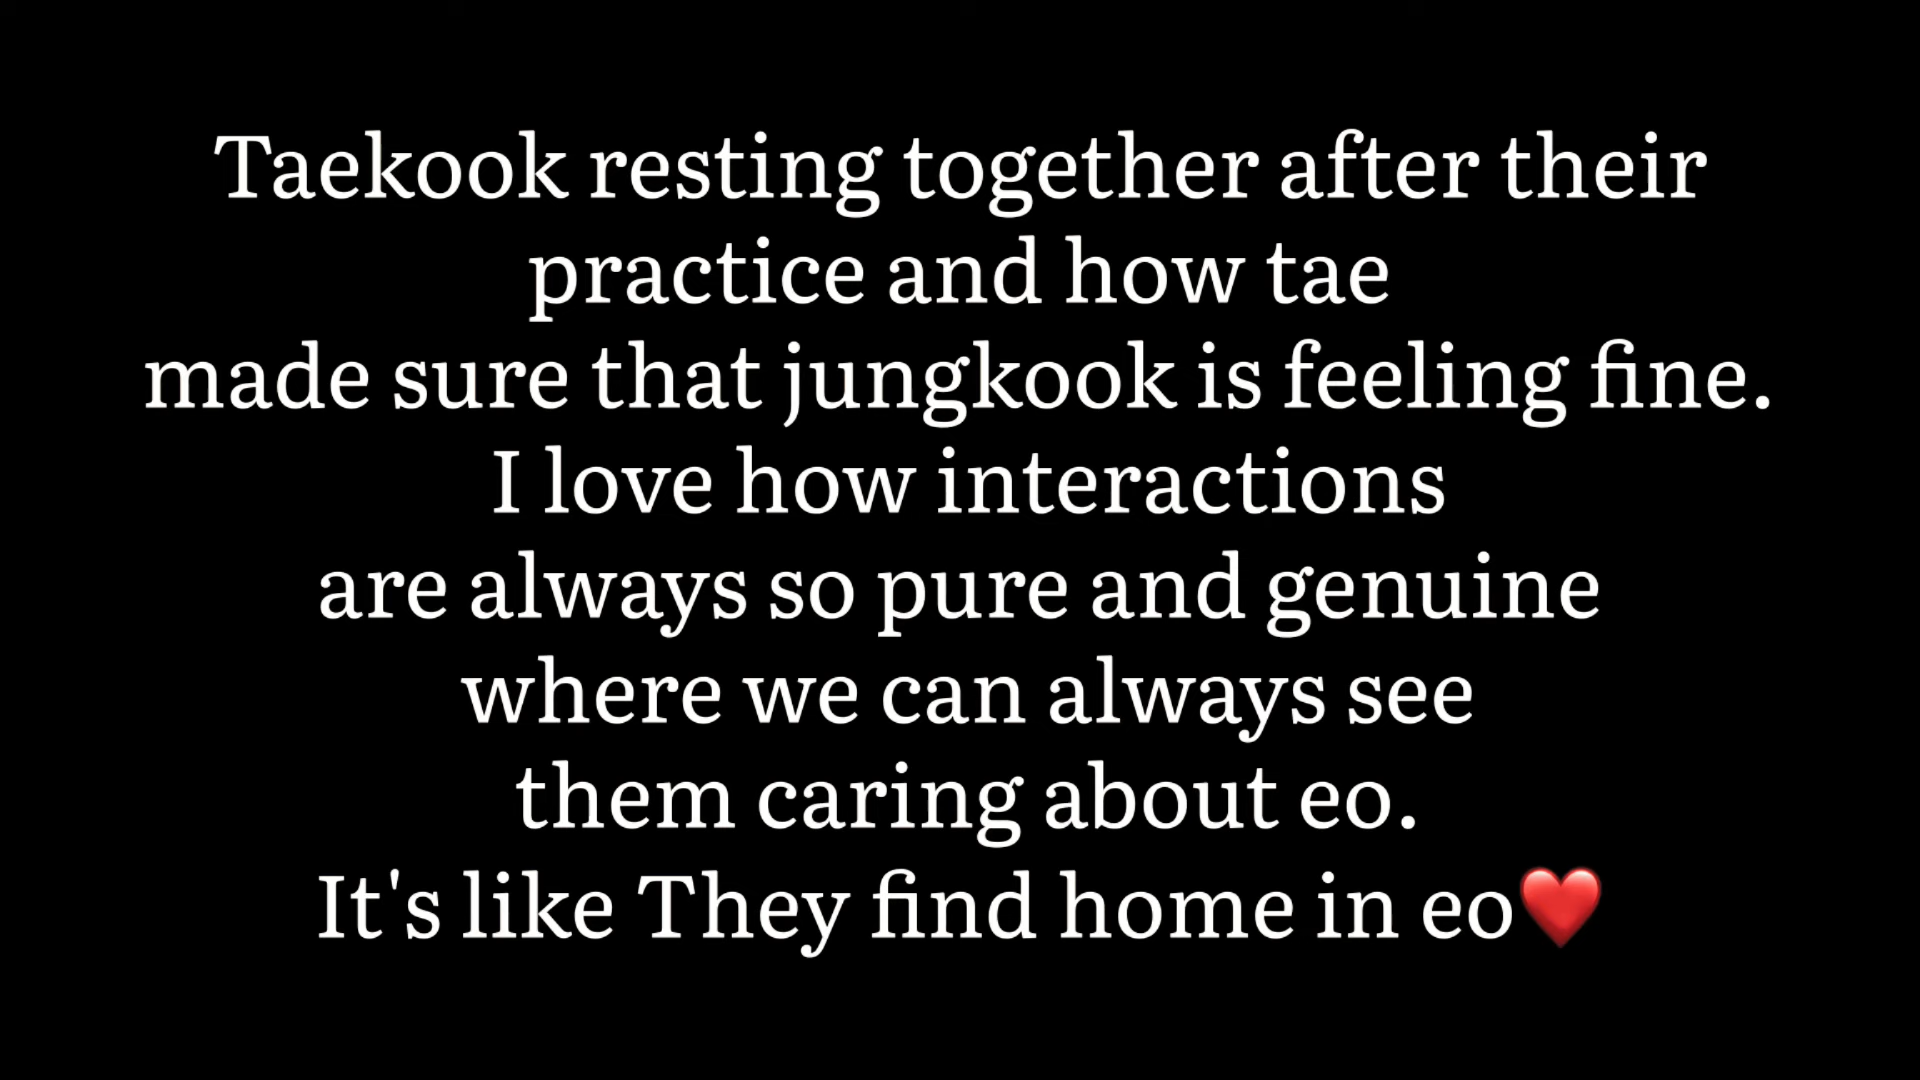 Taekook resting together after their
practice and how tae
made sure that jungkook is feeling fine.
I love how interactions
are always so pure and genuine
where we can always see
them caring about eo.
It's like They find home in eo❤️